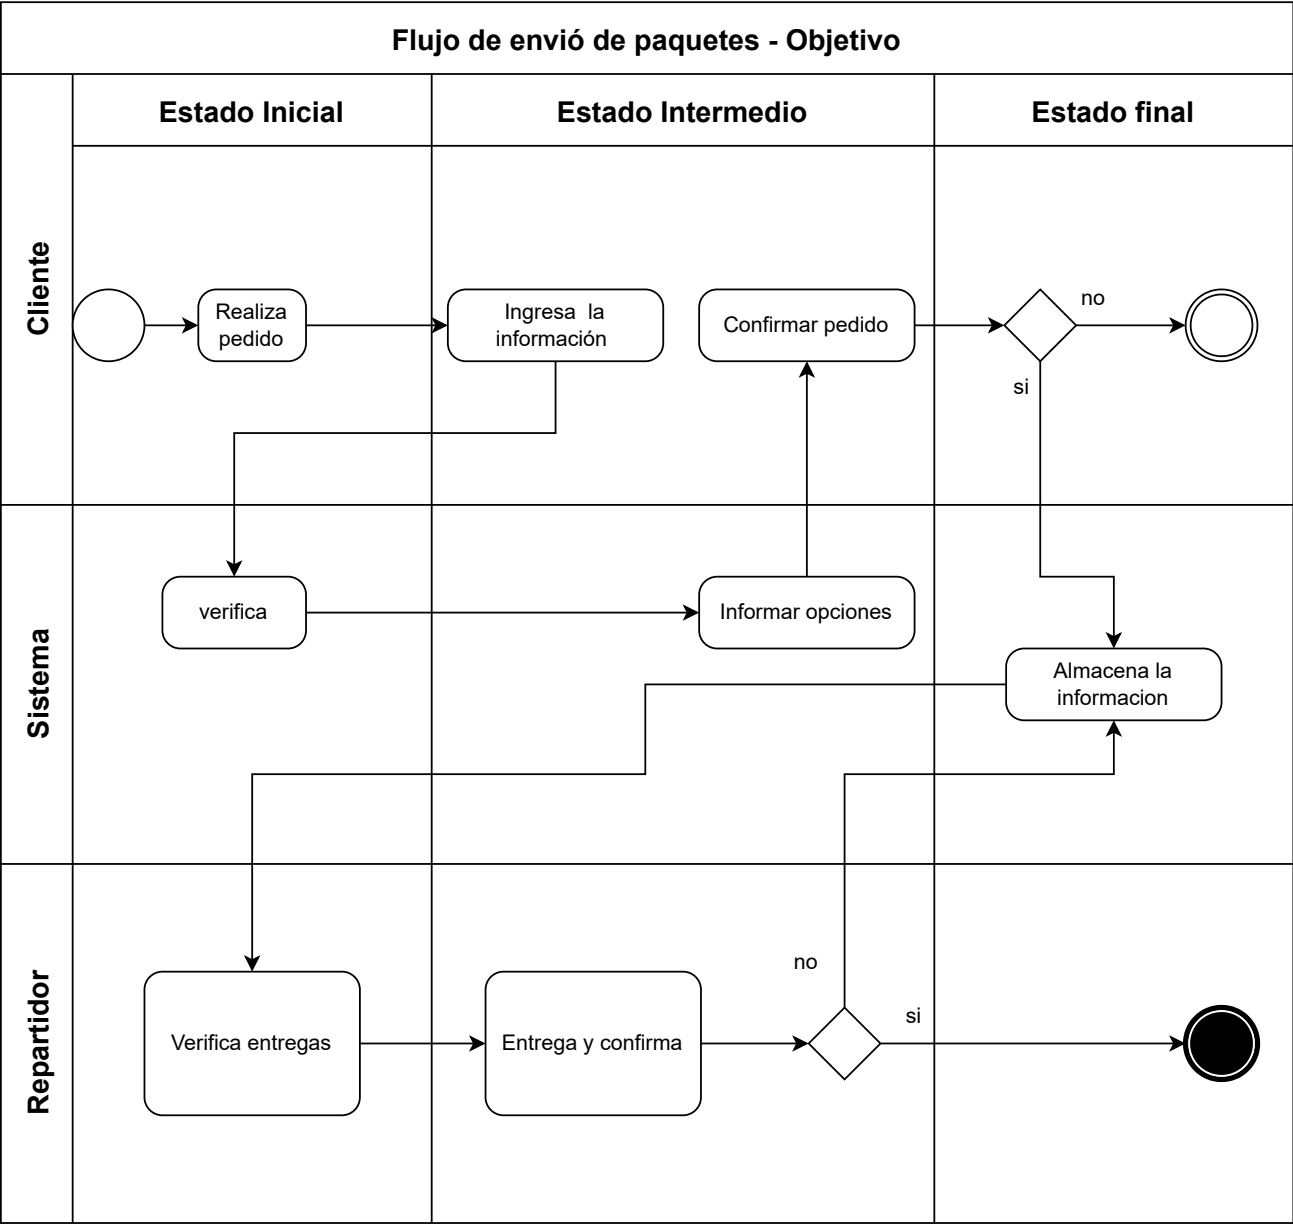 Flujo de envió de paquetes - Objetivo
Estado Inicial
Estado Intermedio
Estado final
Cliente
Realiza
pedido
Ingresa  la
información
Confirmar pedido
no
si
Sistema
verifica
Informar opciones
Almacena la
informacion
Repartidor
Verifica entregas
Entrega y confirma
no
si